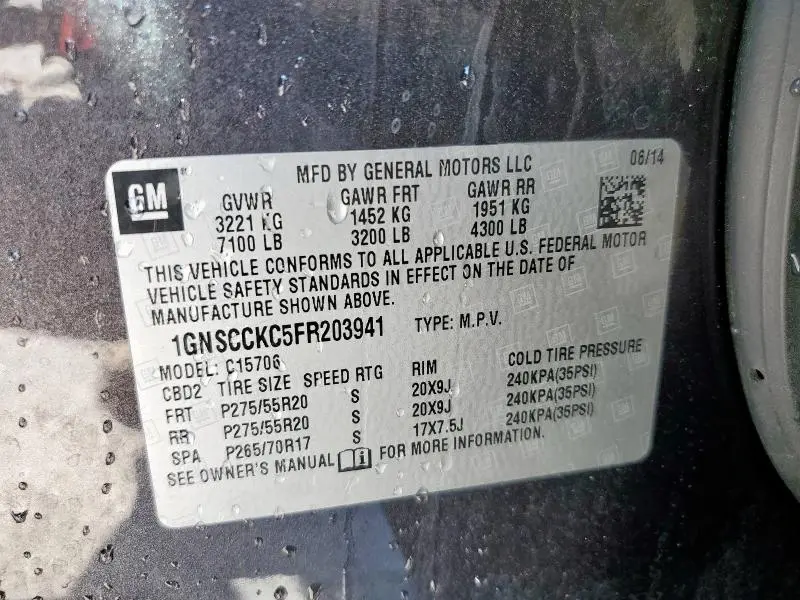 GM
MFD BY GENERAL MOTORS LLC 06/14
GVWR GAWR FRT GAWR RR
3221 KG 1452 KG 1951 KG
7100 LB 3200 LB 4300 LB
THIS VEHICLE CONFORMS TO ALL APPLICABLE U.S. FEDERAL MOTOR
VEHICLE SAFETY STANDARDS IN EFFECT ON THE DATE OF
MANUFACTURE SHOWN ABOVE.
1GNSCCKC5FR203941 TYPE: M.P.V.
MODEL: C15706
CBD2 TIRE SIZE SPEED RTG RIM COLD TIRE PRESSURE
FRT P275/55R20 S 20X9J 240KPA(35PSI)
RR P275/55R20 S 20X9J 240KPA(35PSI)
SPA P265/70R17 S 17X7.5J 240KPA(35PSI)
SEE OWNER'S MANUAL FOR MORE INFORMATION.